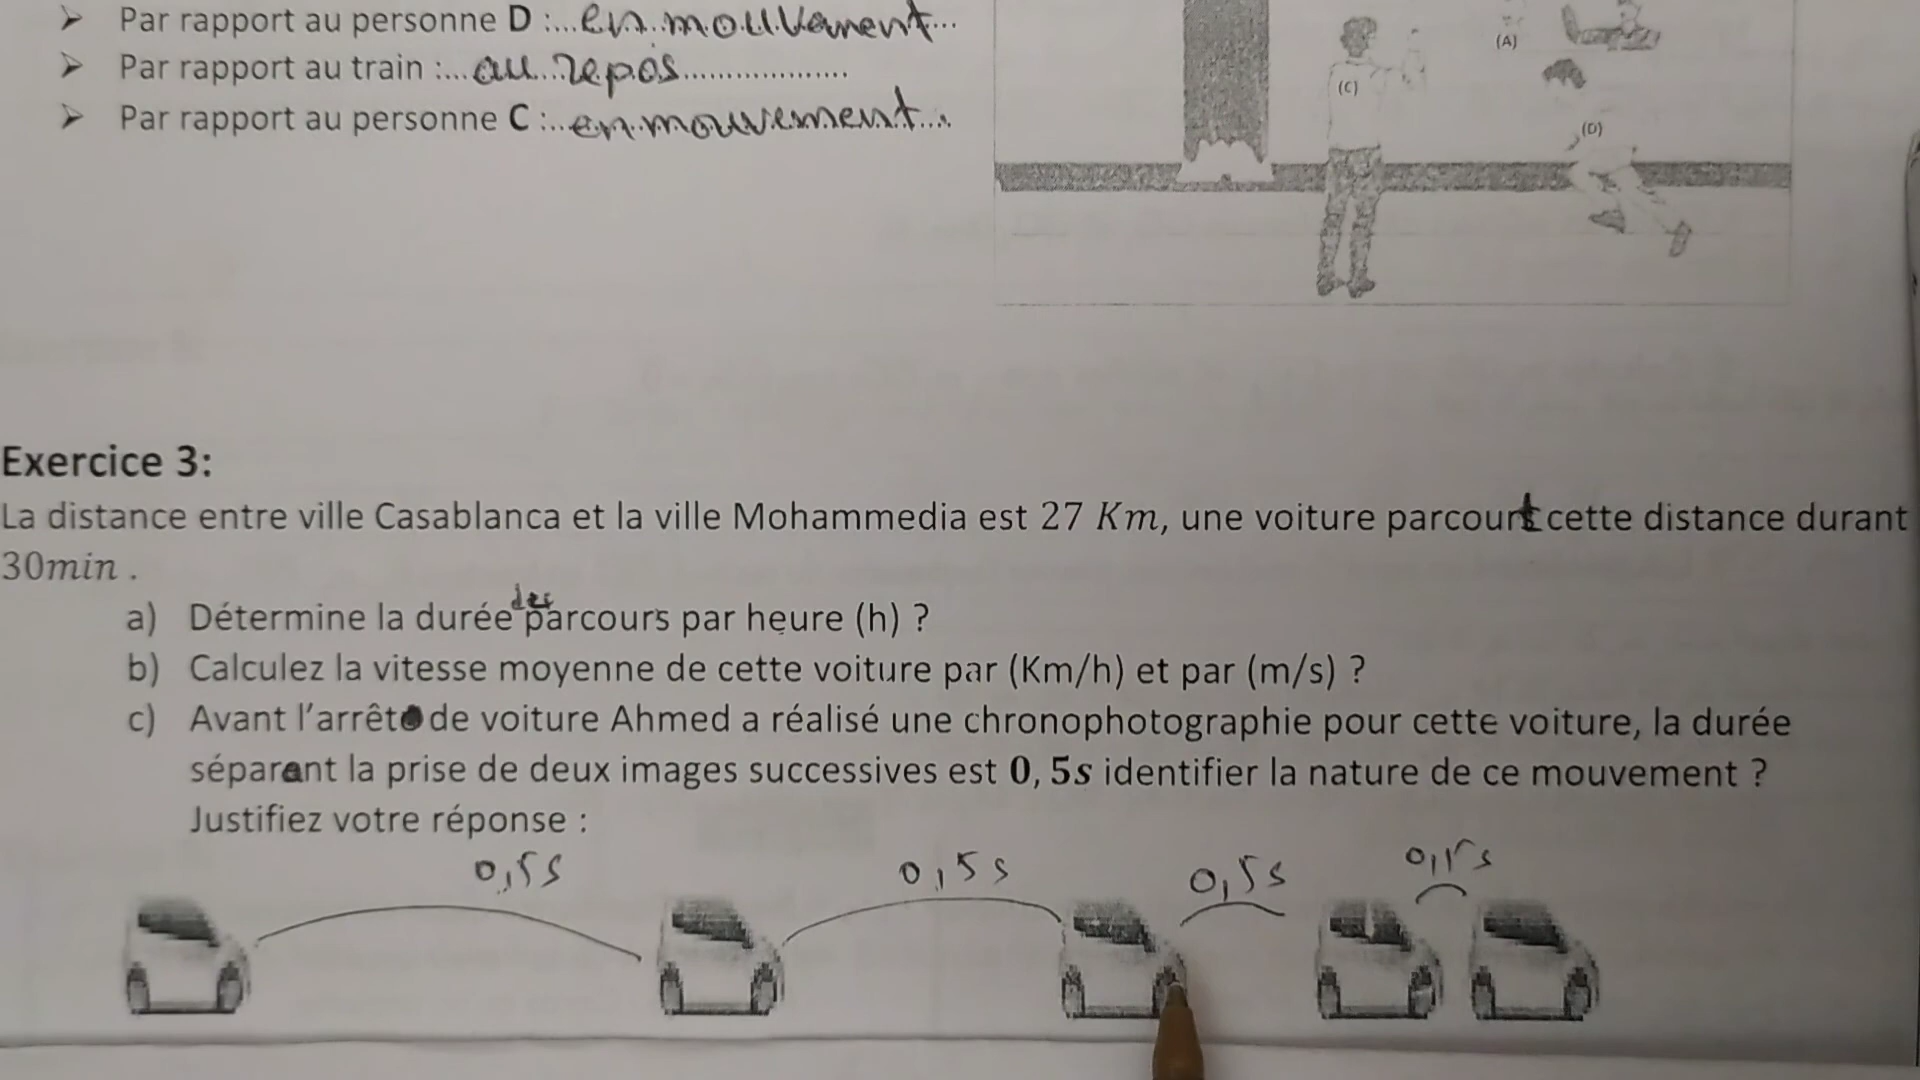 ➤ Par rapport au personne D :...en mouvement...
➤ Par rapport au train :...au repos...................
➤ Par rapport au personne C :..en mouvement...
(A)
(C)
(D)
Exercice 3:
La distance entre ville Casablanca et la ville Mohammedia est 27 Km, une voiture parcourt cette distance durant
30min .
des
a) Détermine la durée parcours par heure (h) ?
b) Calculez la vitesse moyenne de cette voiture par (Km/h) et par (m/s) ?
c) Avant l'arrêt de voiture Ahmed a réalisé une chronophotographie pour cette voiture, la durée
séparant la prise de deux images successives est 0, 5s identifier la nature de ce mouvement ?
Justifiez votre réponse :
0,5s 0,5s 0,5s 0,5s